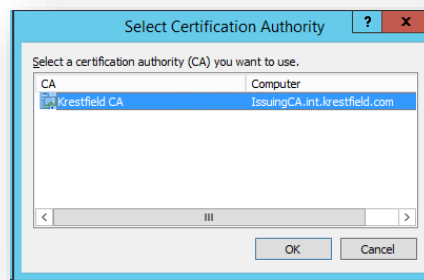 Select Certification Authority
? x
Select a certification authority (CA) you want to use.
CA Computer
Krestfield CA IssuingCA.int.krestfield.com
OK Cancel